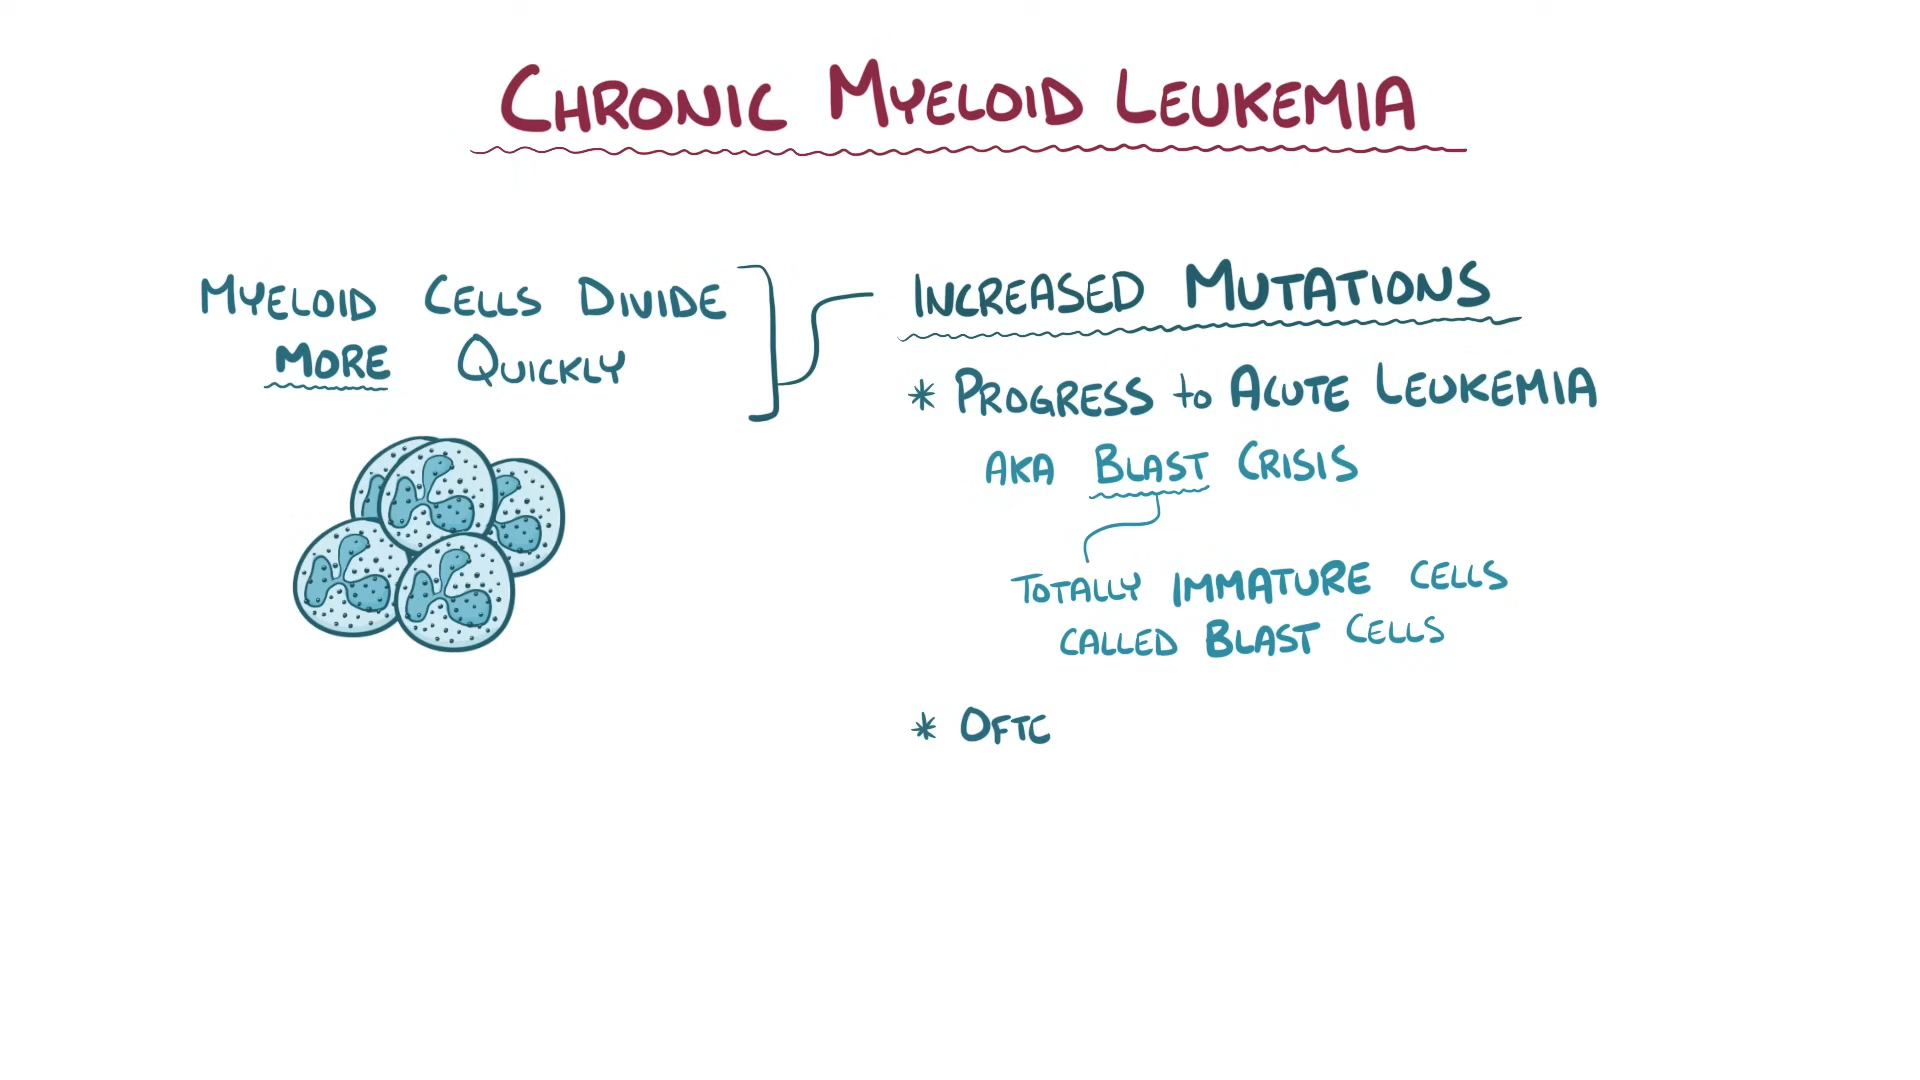 CHRONIC MYELOID LEUKEMIA
MYELOID CELLS DIVIDE
MORE QUICKLY
INCREASED MUTATIONS
* PROGRESS to ACUTE LEUKEMIA
AKA BLAST CRISIS
TOTALLY IMMATURE CELLS
CALLED BLAST CELLS
* OFTC